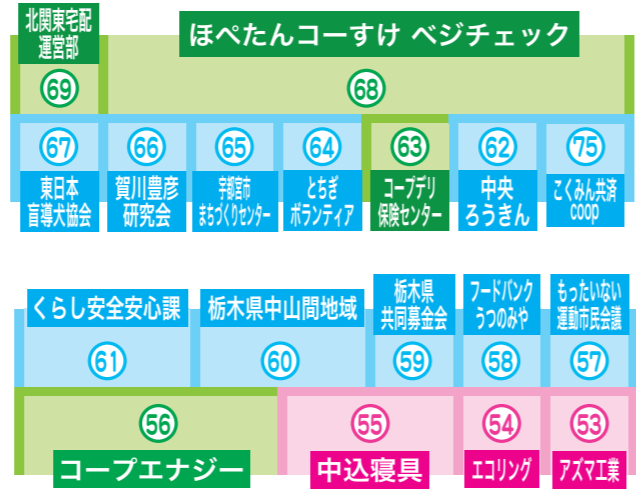 北関東宅配
運営部
ほぺたんコーすけ ベジチェック
69
68
67
66
65
64
63
62
75
東日本
盲導犬協会
賀川豊彦
研究会
宇都宮市
まちづくりセンター
とちぎ
ボランティア
コープデリ
保険センター
中央
ろうきん
こくみん共済
coop
くらし安全安心課
栃木県中山間地域
栃木県
共同募金会
フードバンク
うつのみや
もったいない
運動市民会議
61
60
59
58
57
56
55
54
53
コープエナジー
中込寝具
エコリング
アズマ工業